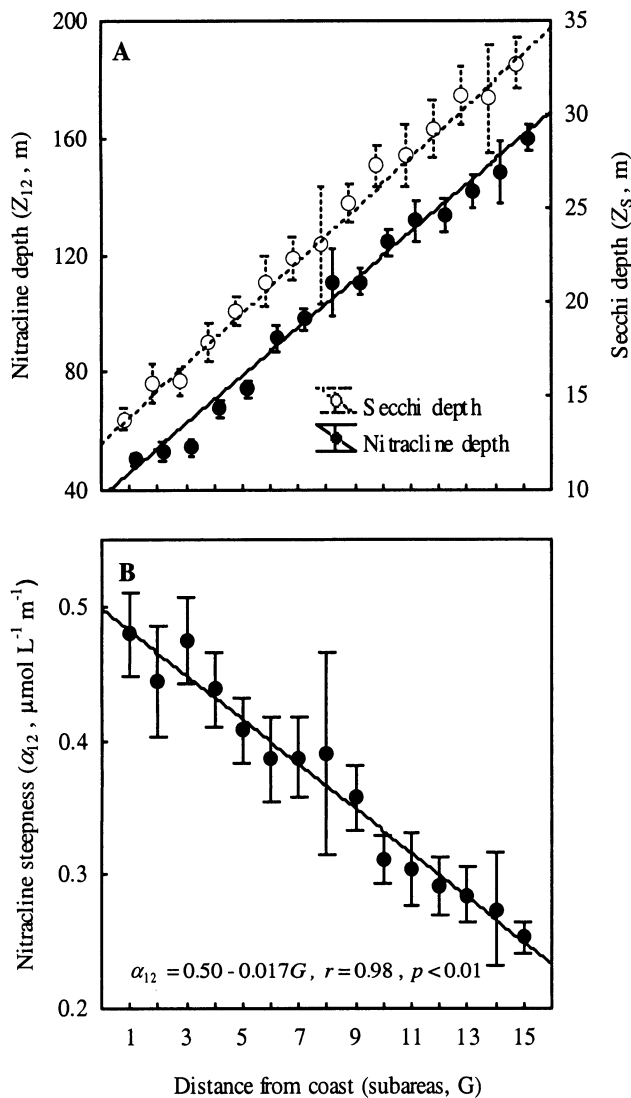 A
Nitracline depth (Z12 , m)
200
160
120
80
40
Secchi depth (ZS, m)
35
30
25
20
15
10
Secchi depth
Nitracline depth
B
Nitracline steepness (α12 , μmol L-1 m-1)
0.5
0.4
0.3
0.2
α12 = 0.50 - 0.017G , r = 0.98 , p < 0.01
1 3 5 7 9 11 13 15
Distance from coast (subareas, G)